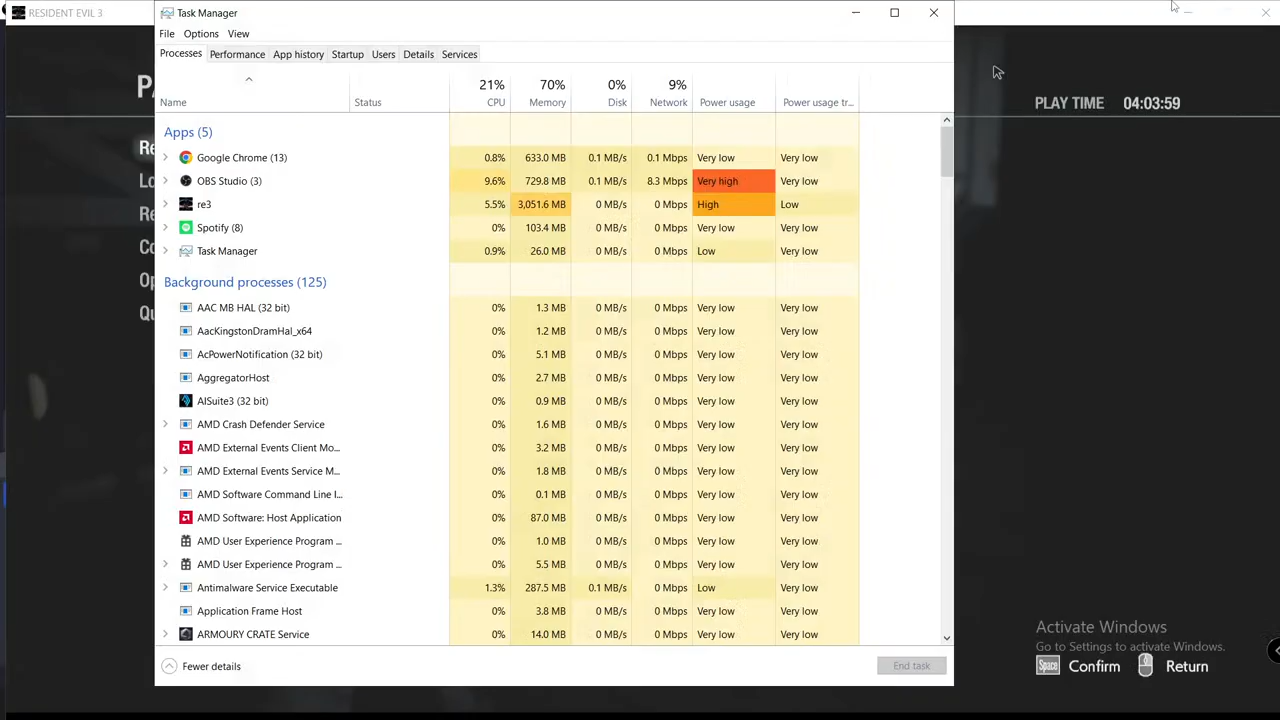 RESIDENT EVIL 3
Task Manager
File Options View
Processes Performance App history Startup Users Details Services
21% 70% 0% 9%
Name Status CPU Memory Disk Network Power usage Power usage tr...
Apps (5)
Google Chrome (13) 0.8% 633.0 MB 0.1 MB/s 0.1 Mbps Very low Very low
OBS Studio (3) 9.6% 729.8 MB 0.1 MB/s 8.3 Mbps Very high Very low
re3 5.5% 3,051.6 MB 0 MB/s 0 Mbps High Low
Spotify (8) 0% 103.4 MB 0 MB/s 0 Mbps Very low Very low
Task Manager 0.9% 26.0 MB 0 MB/s 0 Mbps Low Very low
Background processes (125)
AAC MB HAL (32 bit) 0% 1.3 MB 0 MB/s 0 Mbps Very low Very low
AacKingstonDramHal_x64 0% 1.2 MB 0 MB/s 0 Mbps Very low Very low
AcPowerNotification (32 bit) 0% 5.1 MB 0 MB/s 0 Mbps Very low Very low
AggregatorHost 0% 2.7 MB 0 MB/s 0 Mbps Very low Very low
AISuite3 (32 bit) 0% 0.9 MB 0 MB/s 0 Mbps Very low Very low
AMD Crash Defender Service 0% 1.6 MB 0 MB/s 0 Mbps Very low Very low
AMD External Events Client Mo... 0% 3.2 MB 0 MB/s 0 Mbps Very low Very low
AMD External Events Service M... 0% 1.8 MB 0 MB/s 0 Mbps Very low Very low
AMD Software Command Line I... 0% 0.1 MB 0 MB/s 0 Mbps Very low Very low
AMD Software: Host Application 0% 87.0 MB 0 MB/s 0 Mbps Very low Very low
AMD User Experience Program ... 0% 1.0 MB 0 MB/s 0 Mbps Very low Very low
AMD User Experience Program ... 0% 5.5 MB 0 MB/s 0 Mbps Very low Very low
Antimalware Service Executable 1.3% 287.5 MB 0.1 MB/s 0 Mbps Low Very low
Application Frame Host 0% 3.8 MB 0 MB/s 0 Mbps Very low Very low
ARMOURY CRATE Service 0% 14.0 MB 0 MB/s 0 Mbps Very low Very low
Fewer details
End task
PLAY TIME 04:03:59
Activate Windows
Go to Settings to activate Windows.
Space Confirm Return